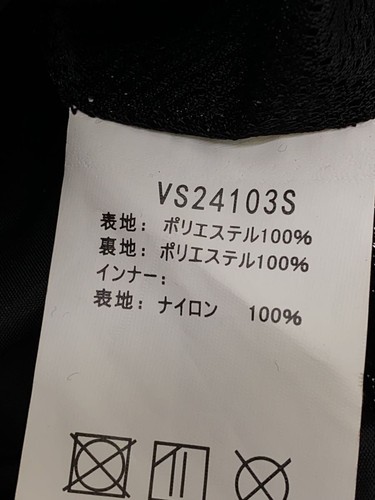 VS24103S
表地: ポリエステル100%
裏地: ポリエステル100%
インナー:
表地: ナイロン 100%